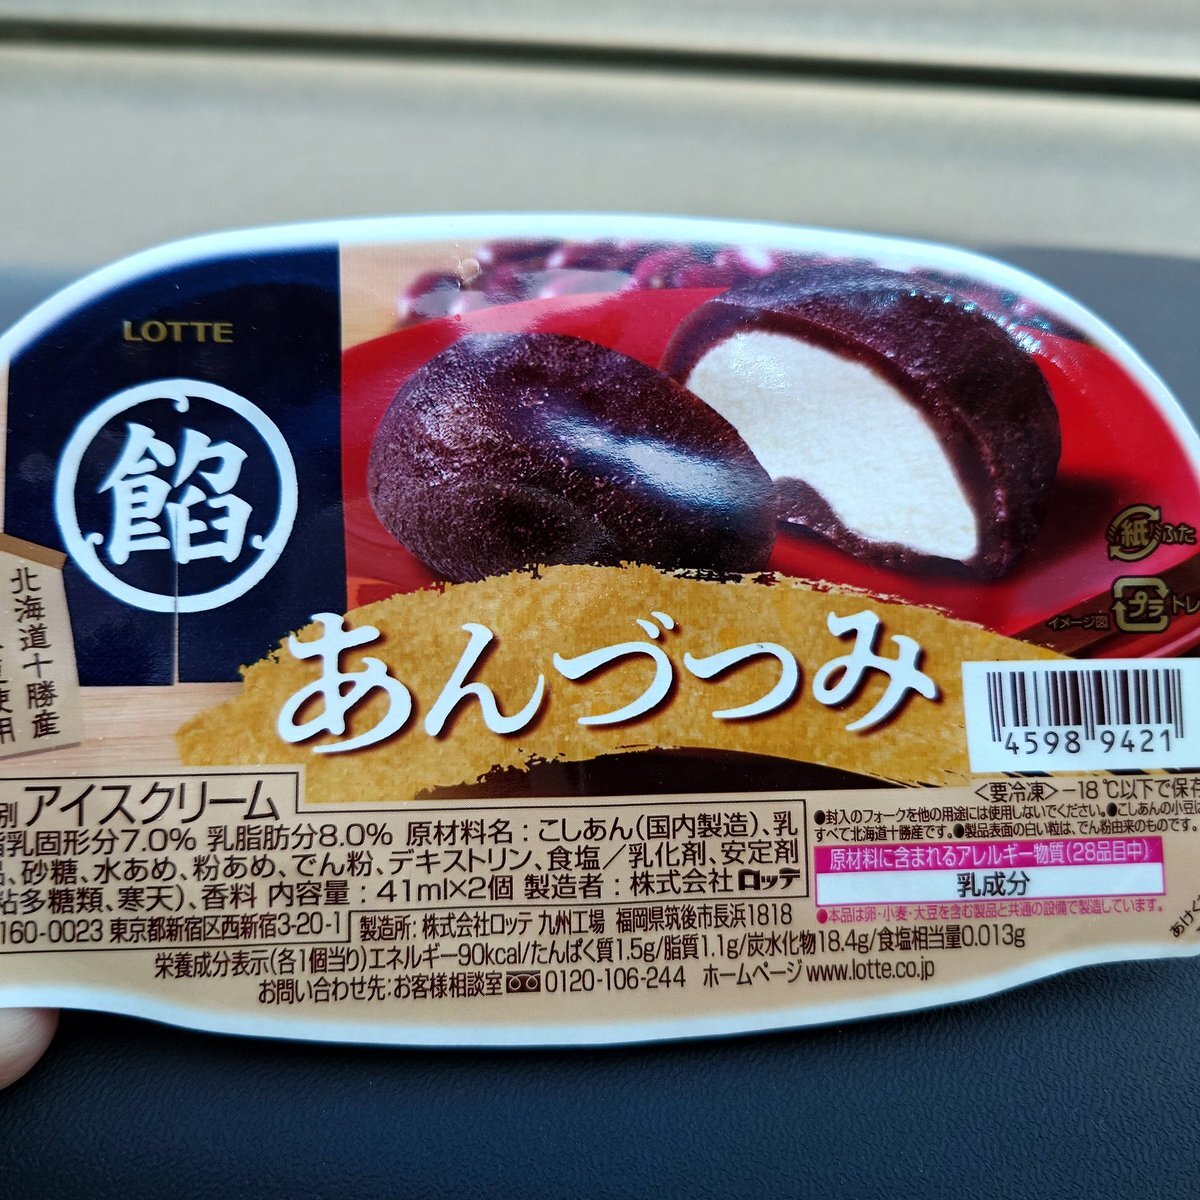 LOTTE
餡
北海道十勝産
使用
あんづつみ
紙 ふた
プラ トレ
イメージ図
4598 9421
別 アイスクリーム
乳固形分7.0% 乳脂肪分8.0% 原材料名：こしあん(国内製造)、乳
、砂糖、水あめ、粉あめ、でん粉、デキストリン、食塩／乳化剤、安定剤
粘多糖類、寒天)、香料 内容量：41ml×2個 製造者：株式会社ロッテ
160-0023 東京都新宿区西新宿3-20-1
製造所: 株式会社ロッテ 九州工場 福岡県筑後市長浜1818
栄養成分表示(各1個当り)エネルギー90kcal/たんぱく質1.5g/脂質1.1g/炭水化物18.4g/食塩相当量0.013g
お問い合わせ先:お客様相談室 0120-106-244 ホームページ www.lotte.co.jp
<要冷凍>−18℃以下で保存
●封入のフォークを他の用途には使用しないでください。●こしあんの小豆は
すべて北海道十勝産です。●製品表面の白い粒は、でん粉由来のものです。
原材料に含まれるアレルギー物質(28品目中)
乳成分
●本品は卵・小麦・大豆を含む製品と共通の設備で製造しています。
あけ